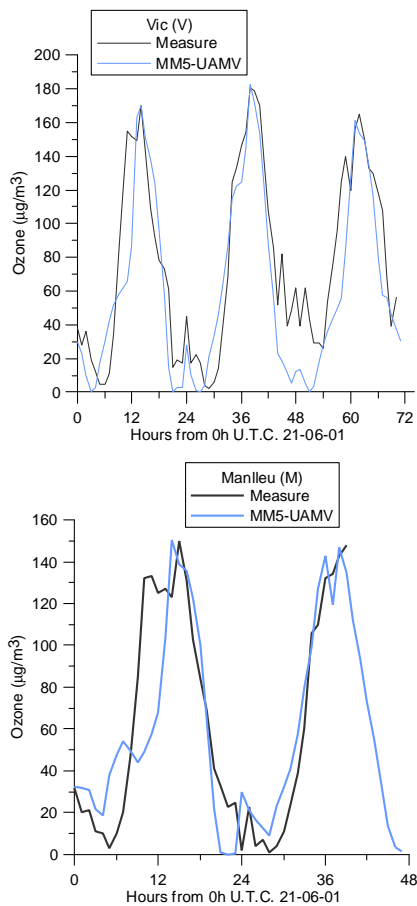 Vic (V)
Measure
MM5-UAMV
200
180
160
140
120
100
80
60
40
20
0
Ozone (µg/m3)
0 12 24 36 48 60 72
Hours from 0h U.T.C. 21-06-01
Manlleu (M)
Measure
MM5-UAMV
160
140
120
100
80
60
40
20
0
Ozone (µg/m3)
0 12 24 36 48
Hours from 0h U.T.C. 21-06-01